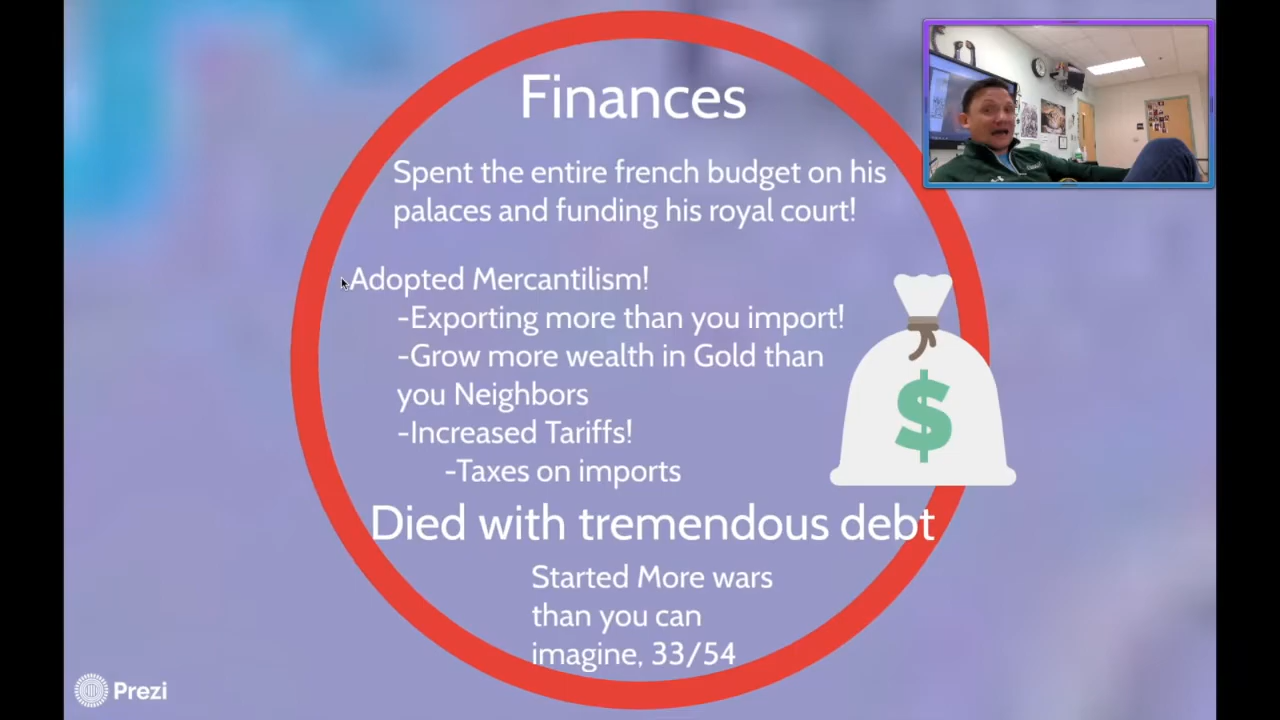 Finances
Spent the entire french budget on his
palaces and funding his royal court!
Adopted Mercantilism!
-Exporting more than you import!
-Grow more wealth in Gold than
you Neighbors
-Increased Tariffs!
-Taxes on imports
$
Died with tremendous debt
Started More wars
than you can
imagine, 33/54
Prezi